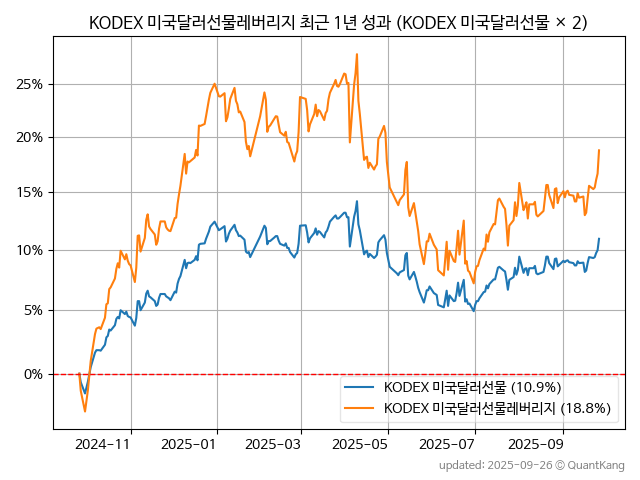 KODEX 미국달러선물레버리지 최근 1년 성과 (KODEX 미국달러선물 × 2)
25%
20%
15%
10%
5%
0%
KODEX 미국달러선물 (10.9%)
KODEX 미국달러선물레버리지 (18.8%)
2024-11 2025-01 2025-03 2025-05 2025-07 2025-09
updated: 2025-09-26 © QuantKang